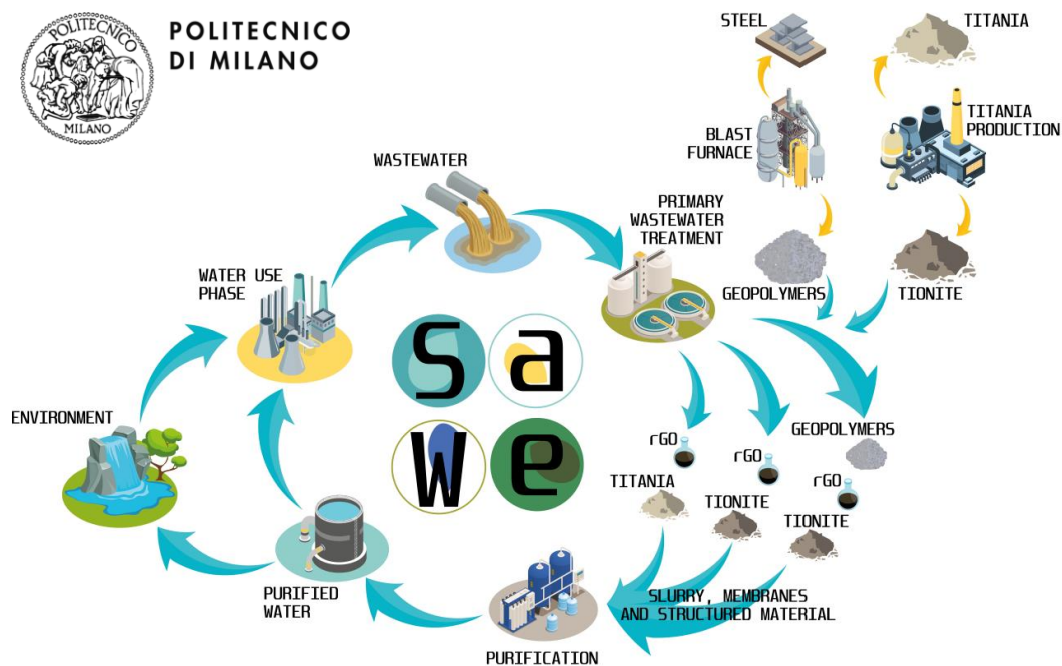 POLITECNICO
MILANO
POLITECNICO
DI MILANO
STEEL
TITANIA
BLAST
FURNACE
TITANIA
PRODUCTION
WASTEWATER
PRIMARY
WASTEWATER
TREATMENT
WATER USE
PHASE
GEOPOLYMERS
TIONITE
S a
W e
ENVIRONMENT
rGO
rGO
GEOPOLYMERS
rGO
TITANIA
TIONITE
TIONITE
PURIFIED
WATER
SLURRY, MEMBRANES
AND STRUCTURED MATERIAL
PURIFICATION